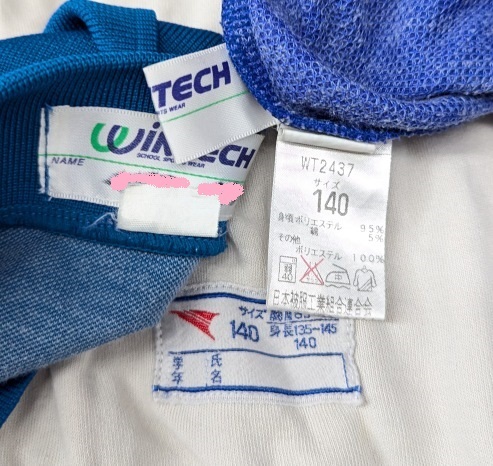 TECH
SPORTS WEAR
WinTECH
SCHOOL SPORTS WEAR
NAME
WT2437
サイズ
140
身頃 ポリエステル 95%
綿 5%
その他
ポリエステル 100%
40
日本被服工業組合連合会
サイズ
140
胸囲
身長135~145
140
学年
氏名